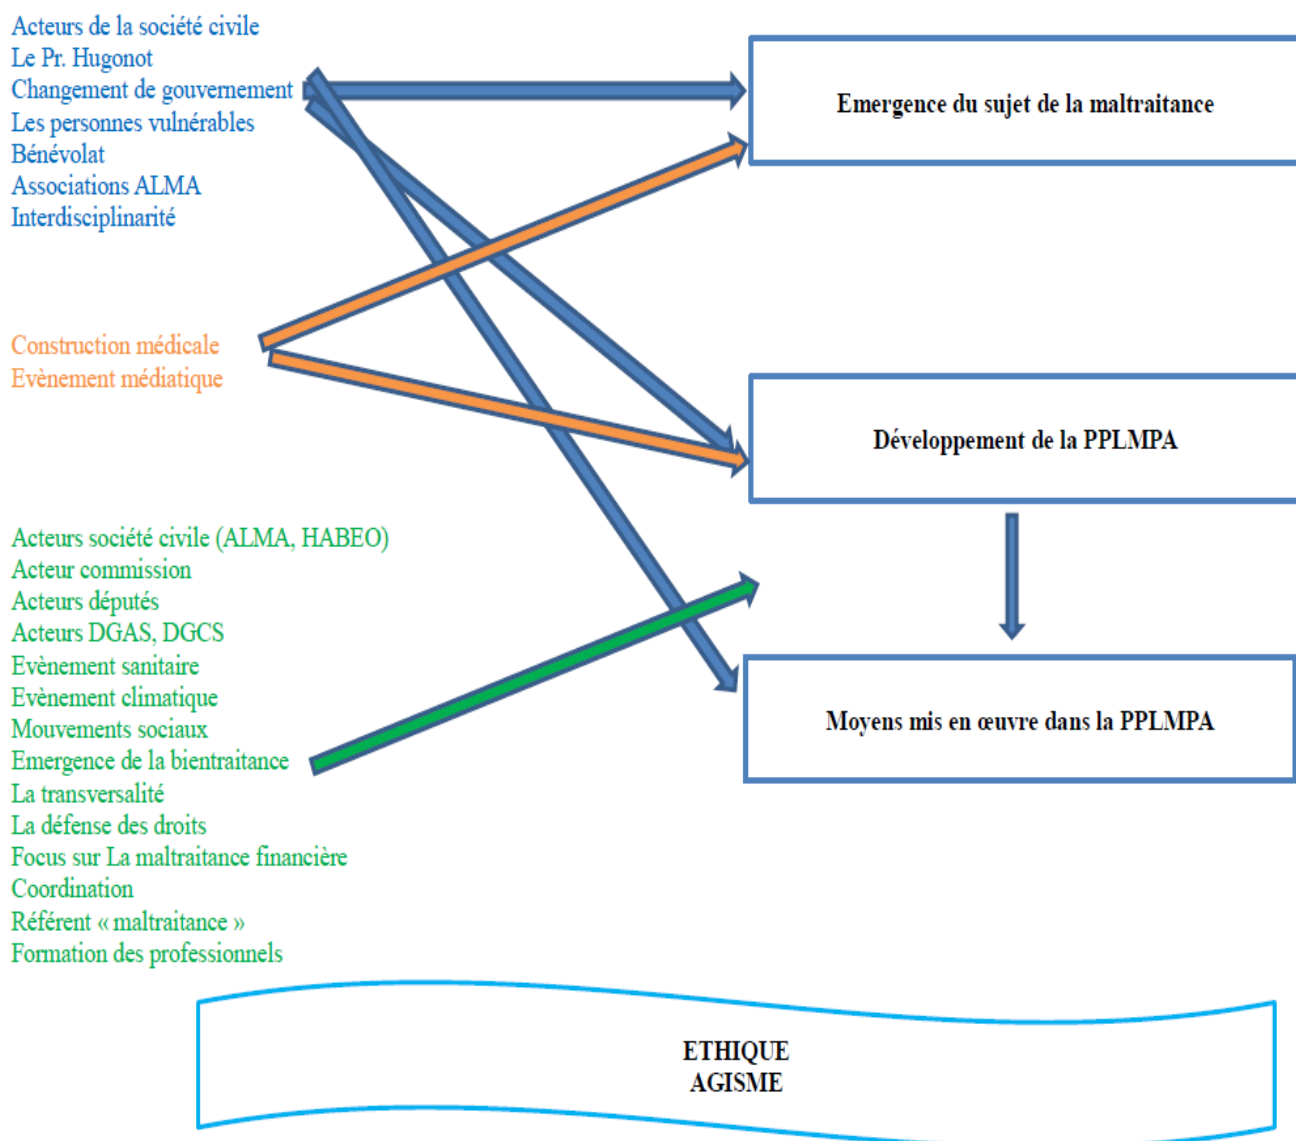 Acteurs de la société civile
Le Pr. Hugonot
Changement de gouvernement
Les personnes vulnérables
Bénévolat
Associations ALMA
Interdisciplinarité
Emergence du sujet de la maltraitance
Construction médicale
Evènement médiatique
Développement de la PPLMPA
Acteurs société civile (ALMA, HABEO)
Acteur commission
Acteurs députés
Acteurs DGAS, DGCS
Evènement sanitaire
Evènement climatique
Mouvements sociaux
Emergence de la bientraitance
La transversalité
La défense des droits
Focus sur La maltraitance financière
Coordination
Référent « maltraitance »
Formation des professionnels
Moyens mis en œuvre dans la PPLMPA
ETHIQUE
AGISME